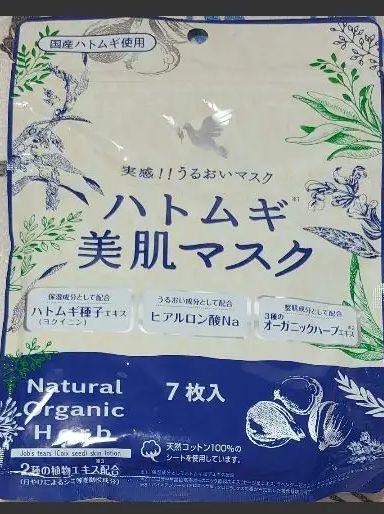 国産ハトムギ使用
実感!!うるおいマスク
ハトムギ※1
美肌マスク
保湿成分として配合
ハトムギ種子エキス
(ヨクイニン)
うるおい成分として配合
ヒアルロン酸Na
整肌成分として配合
3種の
オーガニックハーブエキス※2
Natural
Organic
Herb
7枚入
Job's tears (Coix seed) skin lotion
2種の植物エキス配合※3
天然コットン100%の
シートを使用しています。